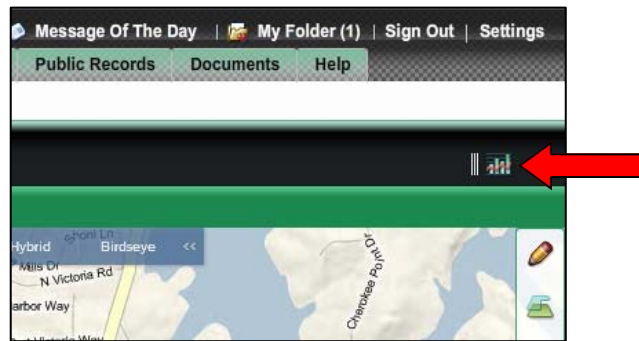 Message Of The Day | My Folder (1) | Sign Out | Settings
Public Records Documents Help
Hybrid Birdseye <<
Mills Dr
N Victoria Rd
arbor Way
Cherokee Point Dr